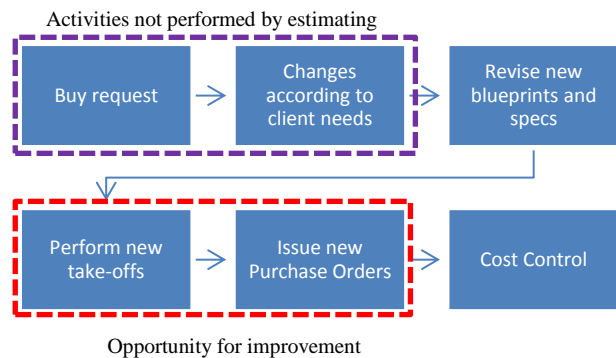 Activities not performed by estimating
Buy request
Changes
according to
client needs
Revise new
blueprints and
specs
Perform new
take-offs
Issue new
Purchase Orders
Cost Control
Opportunity for improvement